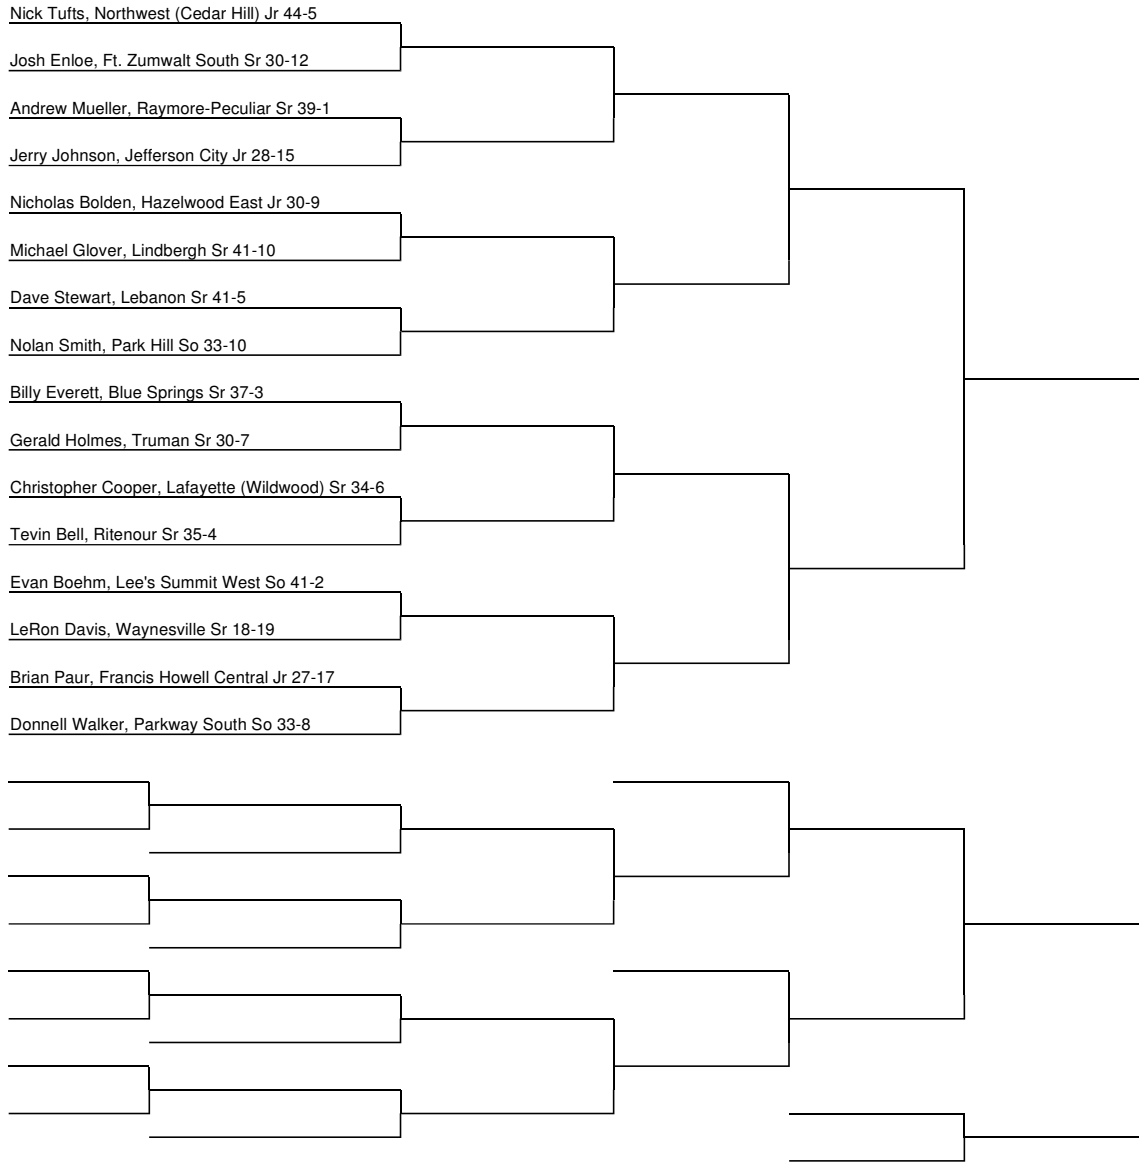 Nick Tufts, Northwest (Cedar Hill) Jr 44-5
Josh Enloe, Ft. Zumwalt South Sr 30-12
Andrew Mueller, Raymore-Peculiar Sr 39-1
Jerry Johnson, Jefferson City Jr 28-15
Nicholas Bolden, Hazelwood East Jr 30-9
Michael Glover, Lindbergh Sr 41-10
Dave Stewart, Lebanon Sr 41-5
Nolan Smith, Park Hill So 33-10
Billy Everett, Blue Springs Sr 37-3
Gerald Holmes, Truman Sr 30-7
Christopher Cooper, Lafayette (Wildwood) Sr 34-6
Tevin Bell, Ritenour Sr 35-4
Evan Boehm, Lee's Summit West So 41-2
LeRon Davis, Waynesville Sr 18-19
Brian Paur, Francis Howell Central Jr 27-17
Donnell Walker, Parkway South So 33-8